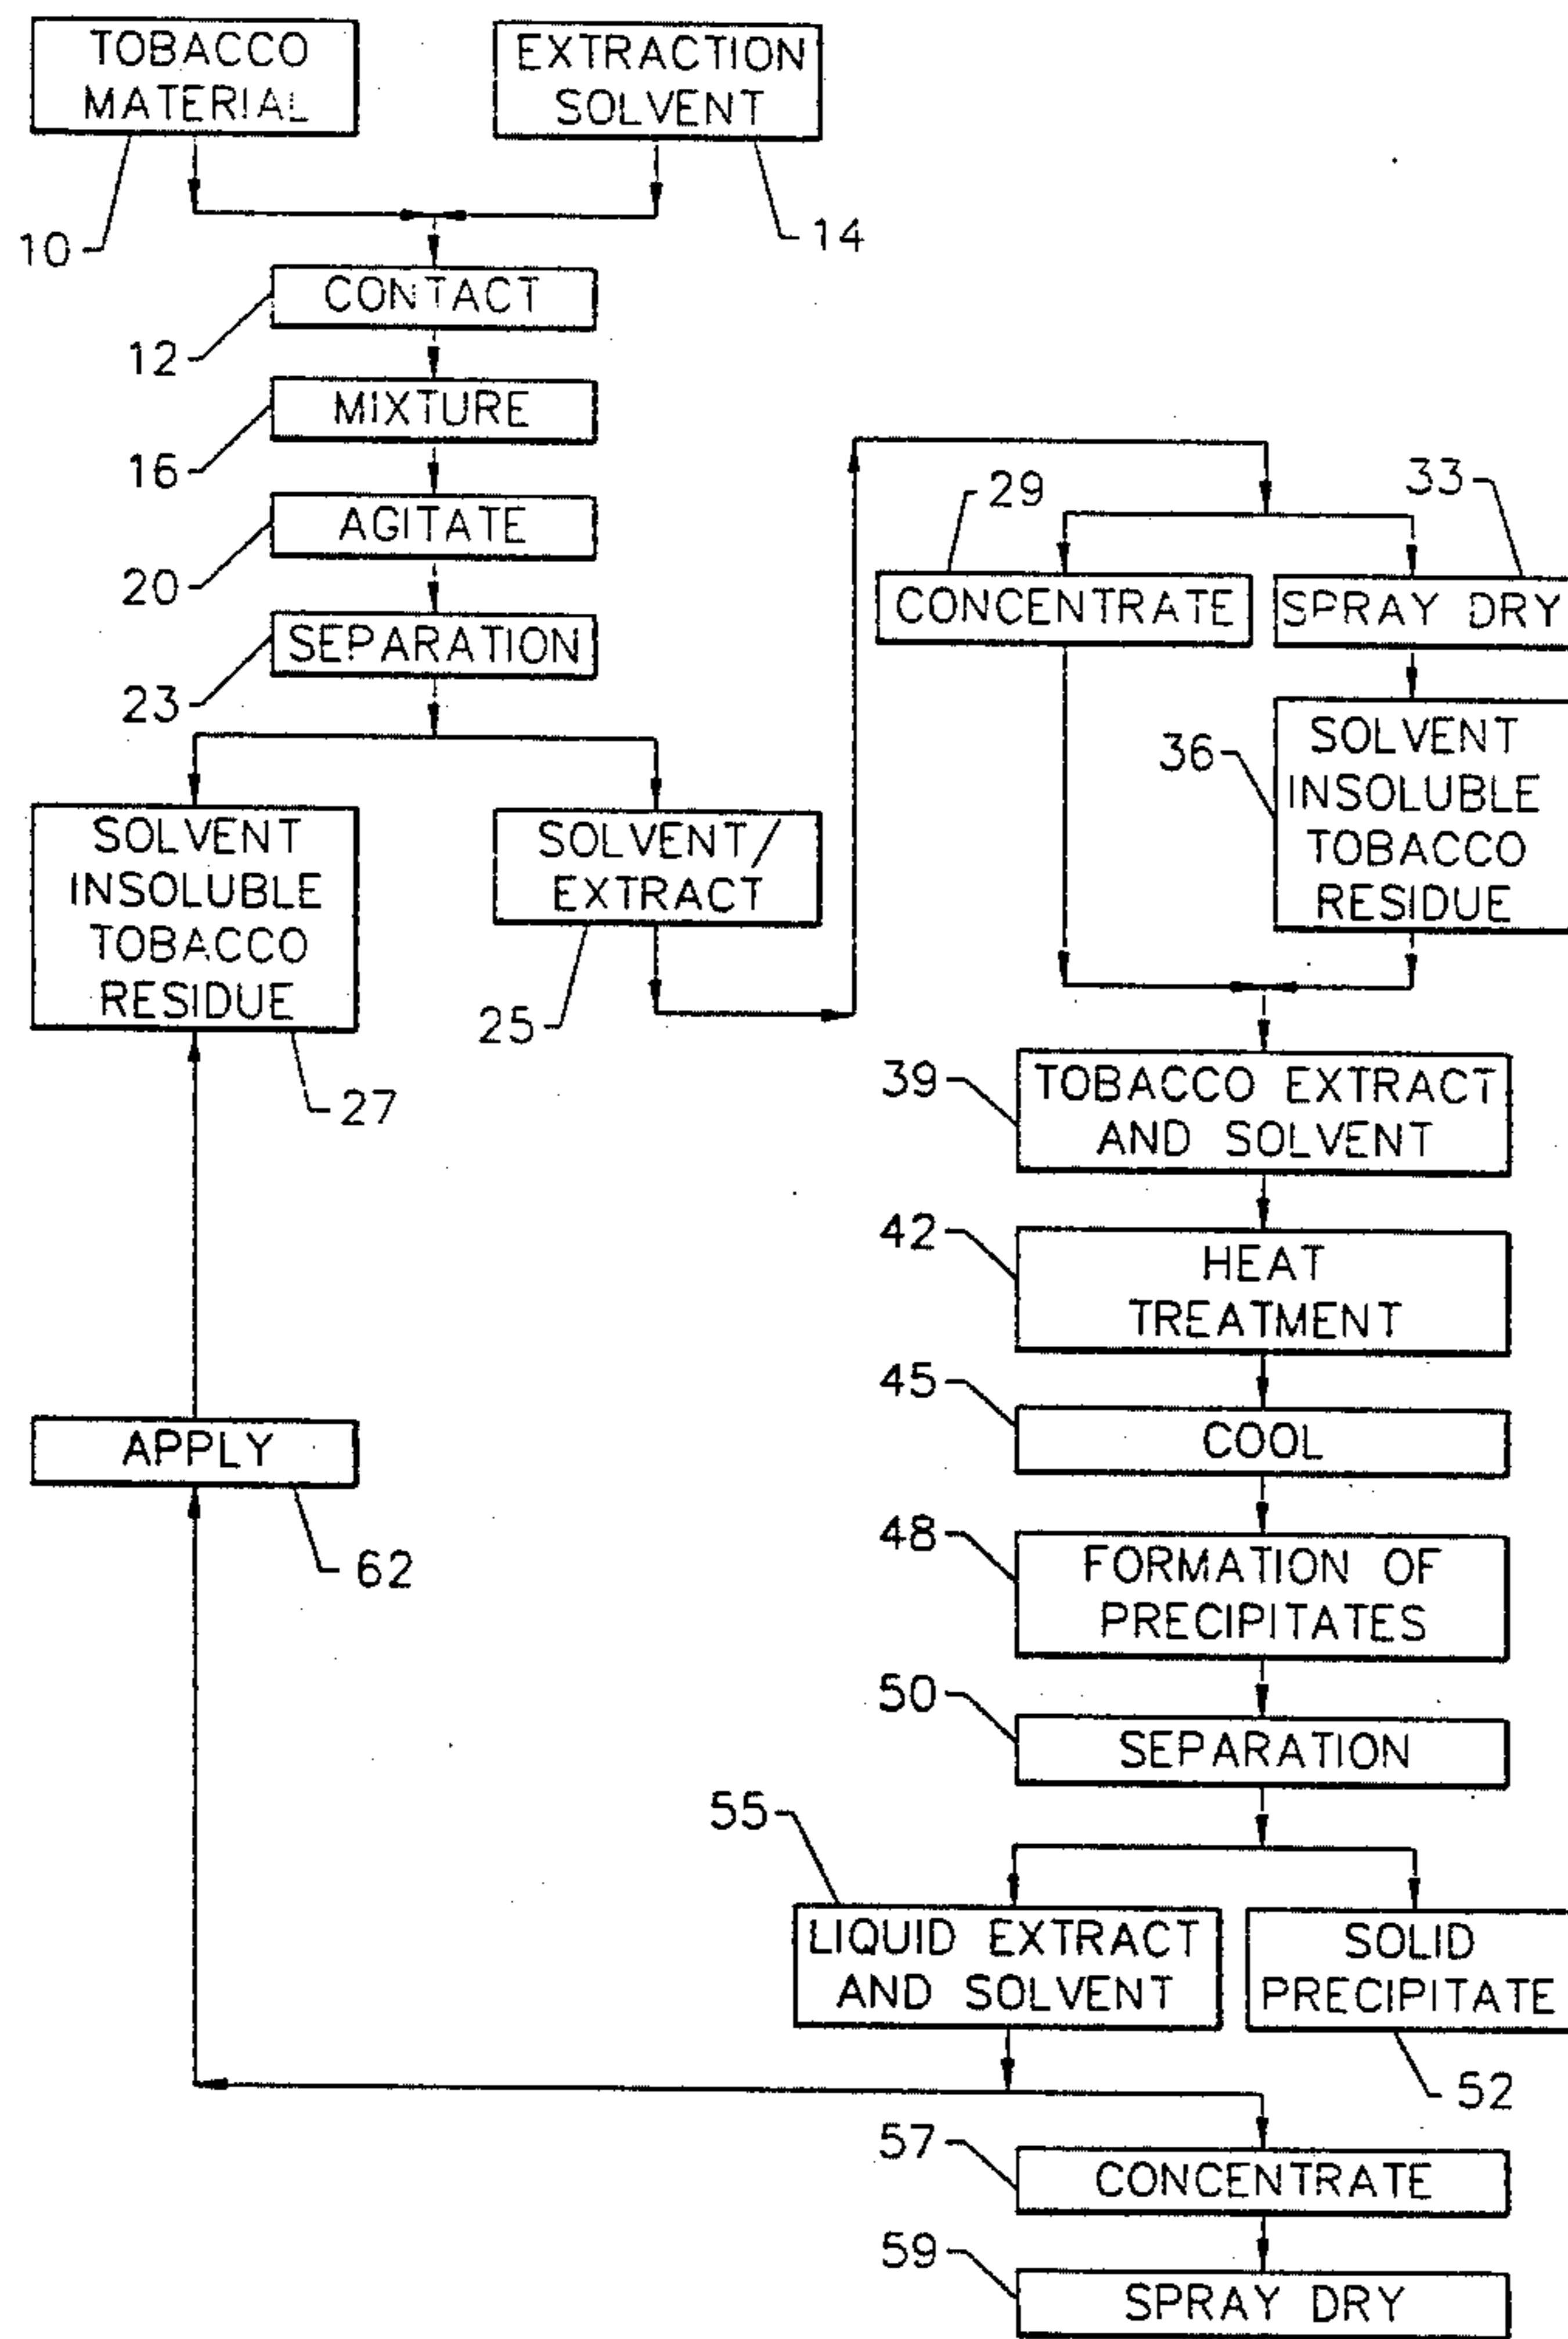 TOBACCO
MATERIAL
10
EXTRACTION
SOLVENT
14
CONTACT
12
MIXTURE
16
AGITATE
20
SEPARATION
23
SOLVENT
INSOLUBLE
TOBACCO
RESIDUE
27
SOLVENT/
EXTRACT
25
29
CONCENTRATE
33
SPRAY DRY
36
SOLVENT
INSOLUBLE
TOBACCO
RESIDUE
39
TOBACCO EXTRACT
AND SOLVENT
42
HEAT
TREATMENT
45
COOL
48
FORMATION OF
PRECIPITATES
50
SEPARATION
55
LIQUID EXTRACT
AND SOLVENT
SOLID
PRECIPITATE
52
APPLY
62
57
CONCENTRATE
59
SPRAY DRY